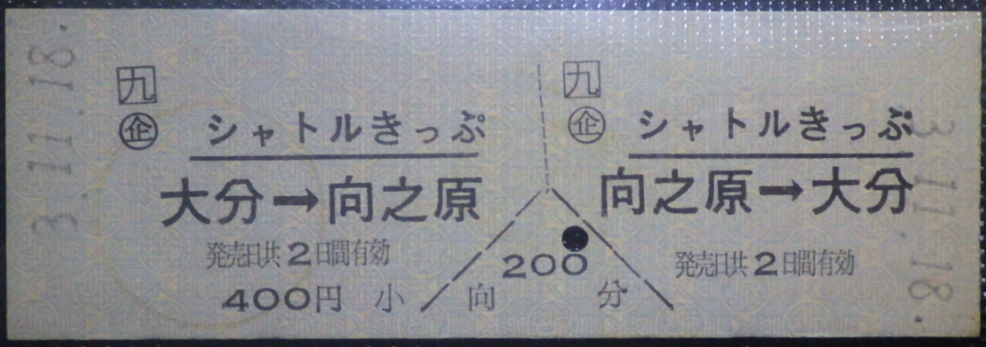 3.11.18.
九
企
シャトルきっぷ
大分→向之原
発売日共2日間有効
400円 小
200
向 分
九
企
シャトルきっぷ
向之原→大分
発売日共2日間有効
3.11.18.